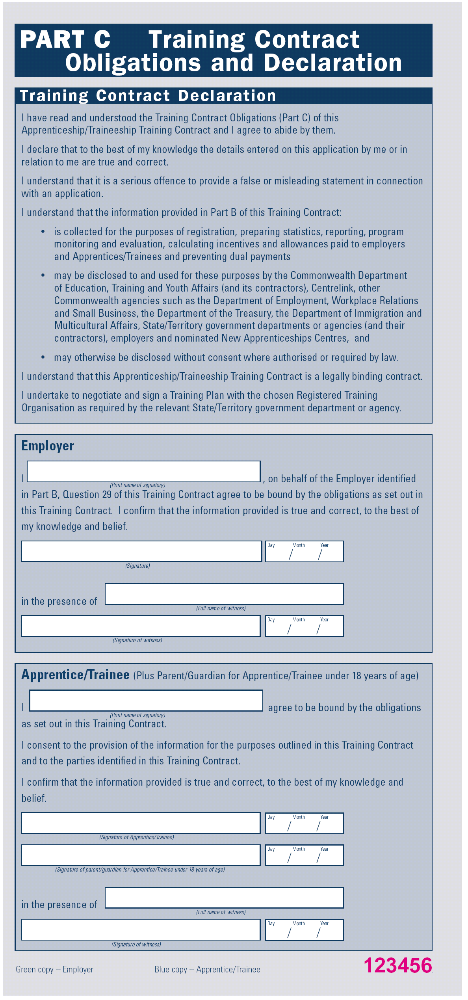 PART C Training Contract
Obligations and Declaration
Training Contract Declaration
I have read and understood the Training Contract Obligations (Part C) of this
Apprenticeship/Traineeship Training Contract and I agree to abide by them.
I declare that to the best of my knowledge the details entered on this application by me or in
relation to me are true and correct.
I understand that it is a serious offence to provide a false or misleading statement in connection
with an application.
I understand that the information provided in Part B of this Training Contract:
• is collected for the purposes of registration, preparing statistics, reporting, program
monitoring and evaluation, calculating incentives and allowances paid to employers
and Apprentices/Trainees and preventing dual payments
• may be disclosed to and used for these purposes by the Commonwealth Department
of Education, Training and Youth Affairs (and its contractors), Centrelink, other
Commonwealth agencies such as the Department of Employment, Workplace Relations
and Small Business, the Department of the Treasury, the Department of Immigration and
Multicultural Affairs, State/Territory government departments or agencies (and their
contractors), employers and nominated New Apprenticeships Centres, and
• may otherwise be disclosed without consent where authorised or required by law.
I understand that this Apprenticeship/Traineeship Training Contract is a legally binding contract.
I undertake to negotiate and sign a Training Plan with the chosen Registered Training
Organisation as required by the relevant State/Territory government department or agency.
Employer
I , on behalf of the Employer identified
(Print name of signatory)
in Part B, Question 29 of this Training Contract agree to be bound by the obligations as set out in
this Training Contract. I confirm that the information provided is true and correct, to the best of
my knowledge and belief.
Day Month Year
/ /
(Signature)
in the presence of
(Full name of witness)
Day Month Year
/ /
(Signature of witness)
Apprentice/Trainee (Plus Parent/Guardian for Apprentice/Trainee under 18 years of age)
I agree to be bound by the obligations
(Print name of signatory)
as set out in this Training Contract.
I consent to the provision of the information for the purposes outlined in this Training Contract
and to the parties identified in this Training Contract.
I confirm that the information provided is true and correct, to the best of my knowledge and
belief.
Day Month Year
/ /
(Signature of Apprentice/Trainee)
Day Month Year
/ /
(Signature of parent/guardian for Apprentice/Trainee under 18 years of age)
in the presence of
(Full name of witness)
Day Month Year
/ /
(Signature of witness)
Green copy – Employer Blue copy – Apprentice/Trainee 123456